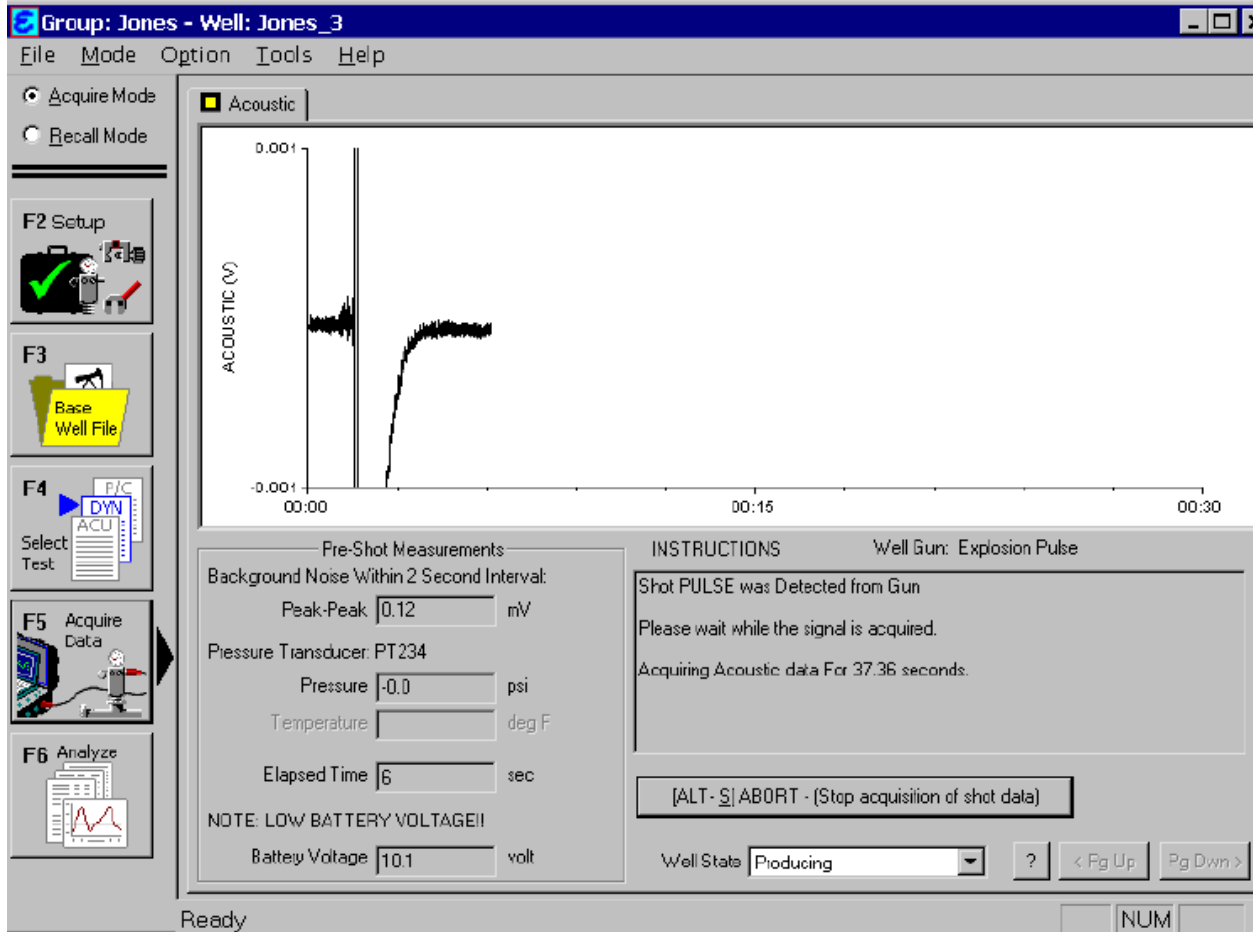 Group: Jones - Well: Jones_3
File Mode Option Tools Help
Acquire Mode
Recall Mode
F2 Setup
F3
Base
Well File
F4
P/C
DYN
ACU
Select
Test
F5 Acquire
Data
F6 Analyze
Acoustic
0.001
ACOUSTIC (V)
-0.001
00:00 00:15 00:30
Pre-Shot Measurements
Background Noise Within 2 Second Interval:
Peak-Peak 0.12 mV
Pressure Transducer: PT234
Pressure -0.0 psi
Temperature deg F
Elapsed Time 6 sec
NOTE: LOW BATTERY VOLTAGE!!
Battery Voltage 10.1 volt
INSTRUCTIONS Well Gun: Explosion Pulse
Shot PULSE was Detected from Gun
Please wait while the signal is acquired.
Acquiring Acoustic data For 37.36 seconds.
[ALT- S] ABORT - (Stop acquisition of shot data)
Well State Producing ? < Pg Up Pg Dwn >
Ready NUM